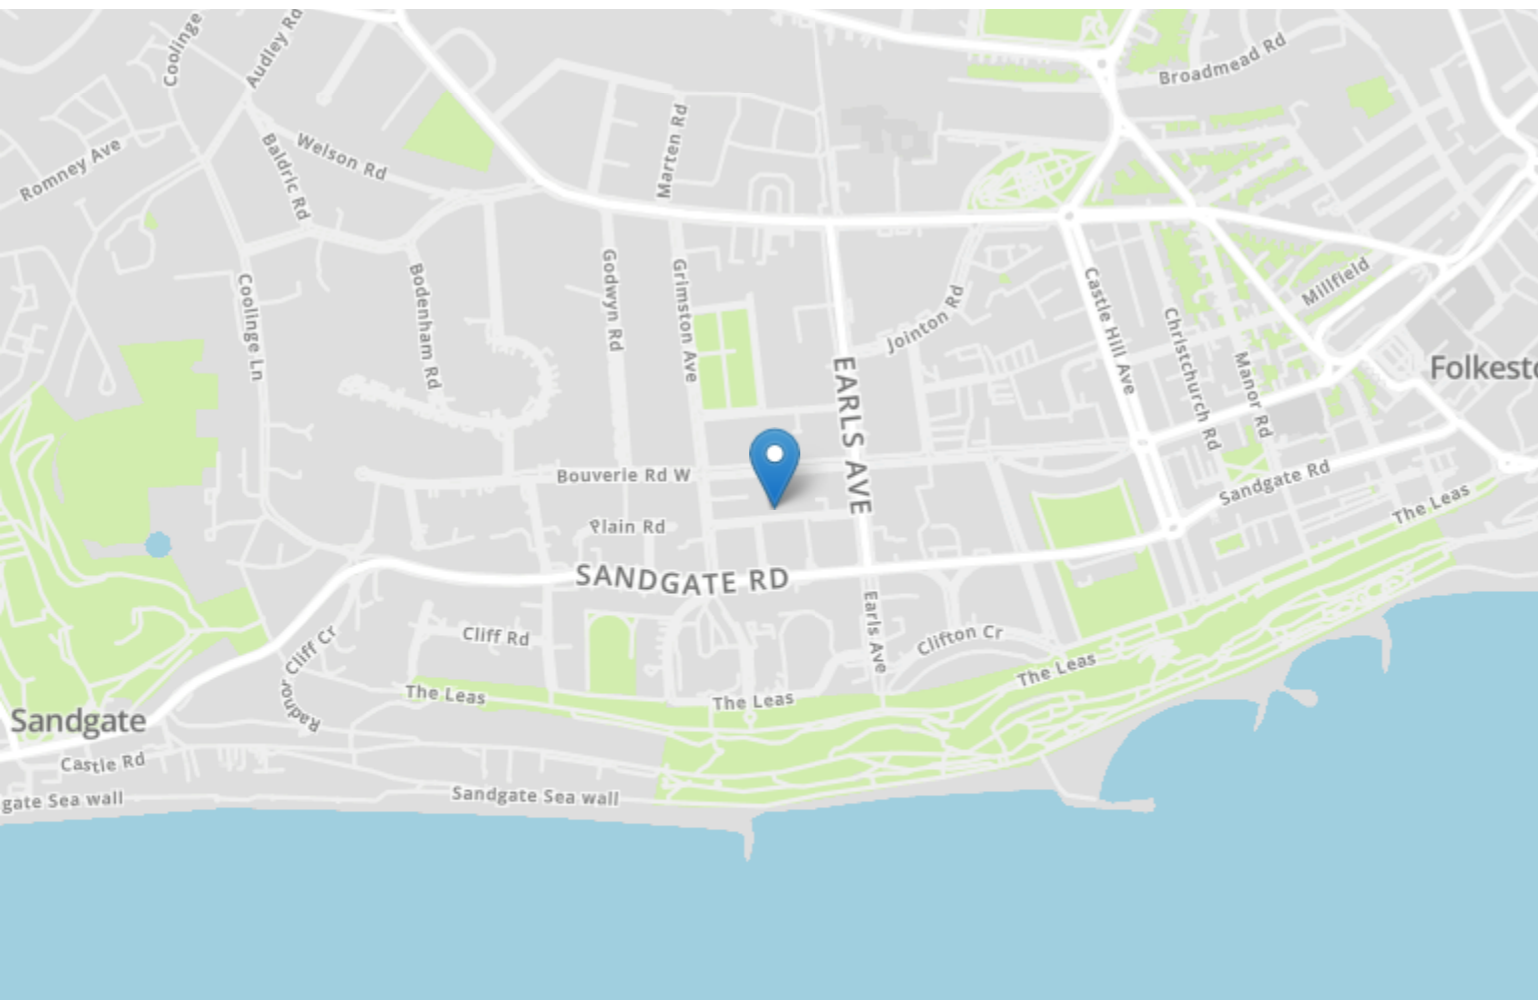 Coolinge
Audley Rd
Broadmead Rd
Romney Ave
Welson Rd
Baldric Rd
Marten Rd
Coolinge Ln
Bodenham Rd
Godwyn Rd
Grimston Ave
Jointon Rd
Castle Hill Ave
Millfield
Christchurch Rd
Manor Rd
Folkesto
EARLS AVE
Bouverie Rd W
Plain Rd
Sandgate Rd
The Leas
SANDGATE RD
Earls Ave
Cliff Rd
Cliff Cr
Clifton Cr
The Leas
The Leas
The Leas
Radnor
Sandgate
Castle Rd
gate Sea wall
Sandgate Sea wall